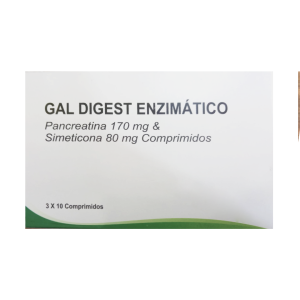 GAL DIGEST ENZIMÁTICO
Pancreatina 170 mg &
Simeticona 80 mg Comprimidos
3 X 10 Comprimidos